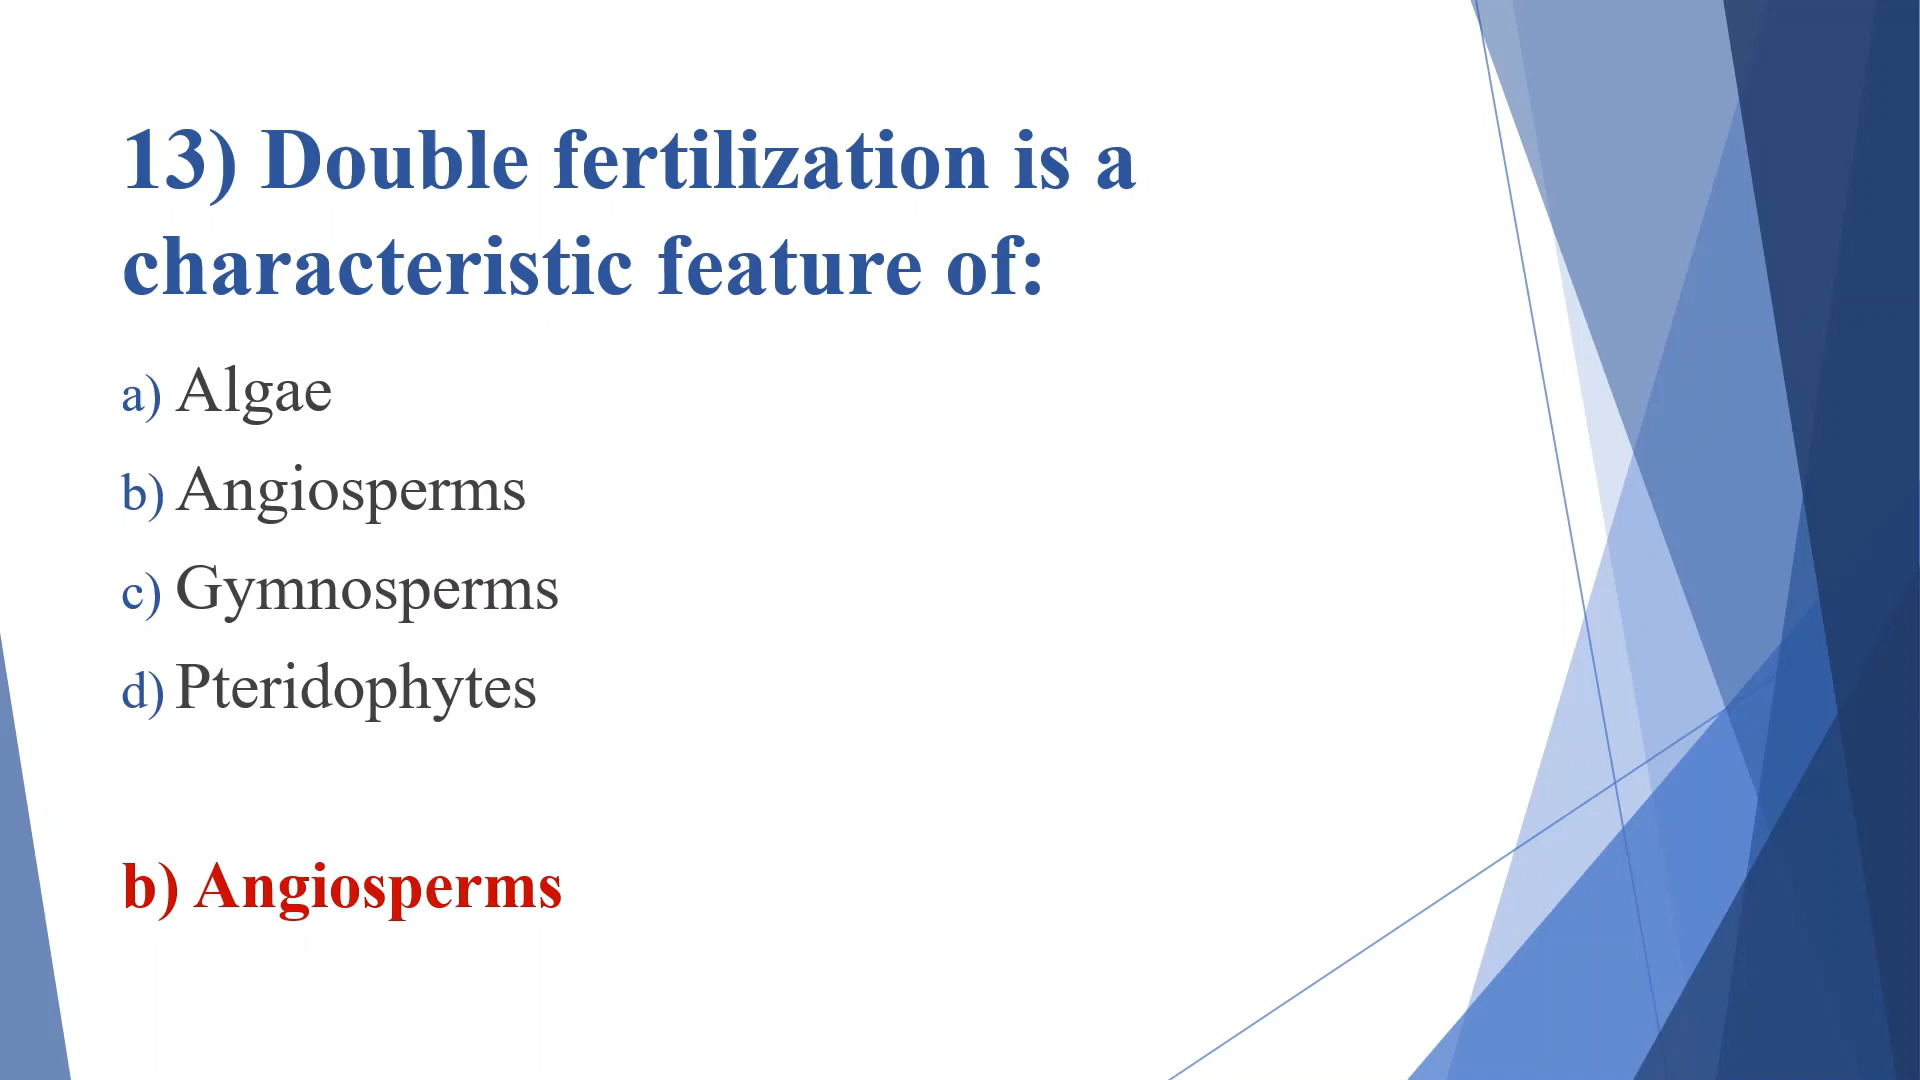 13) Double fertilization is a
characteristic feature of:
a) Algae
b) Angiosperms
c) Gymnosperms
d) Pteridophytes
b) Angiosperms